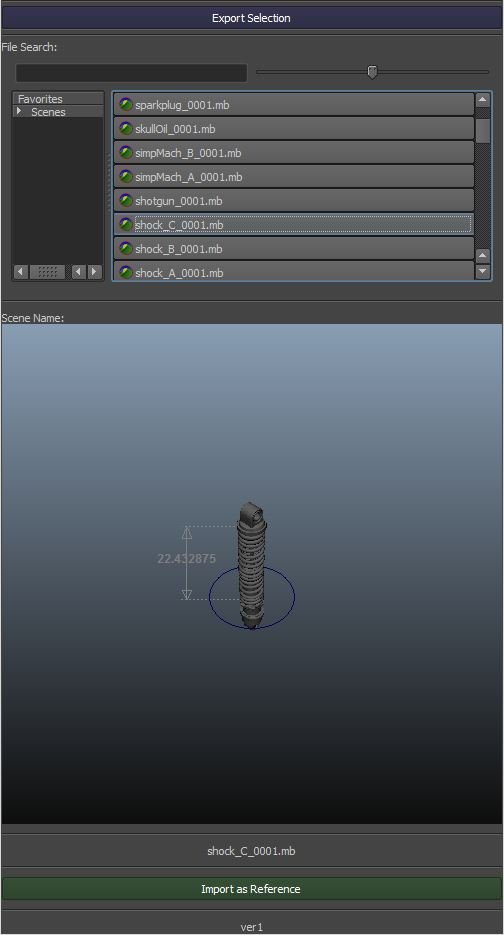 Export Selection
File Search:
Favorites
Scenes
sparkplug_0001.mb
skullOil_0001.mb
simpMach_B_0001.mb
simpMach_A_0001.mb
shotgun_0001.mb
shock_C_0001.mb
shock_B_0001.mb
shock_A_0001.mb
Scene Name:
22.432875
shock_C_0001.mb
Import as Reference
ver1